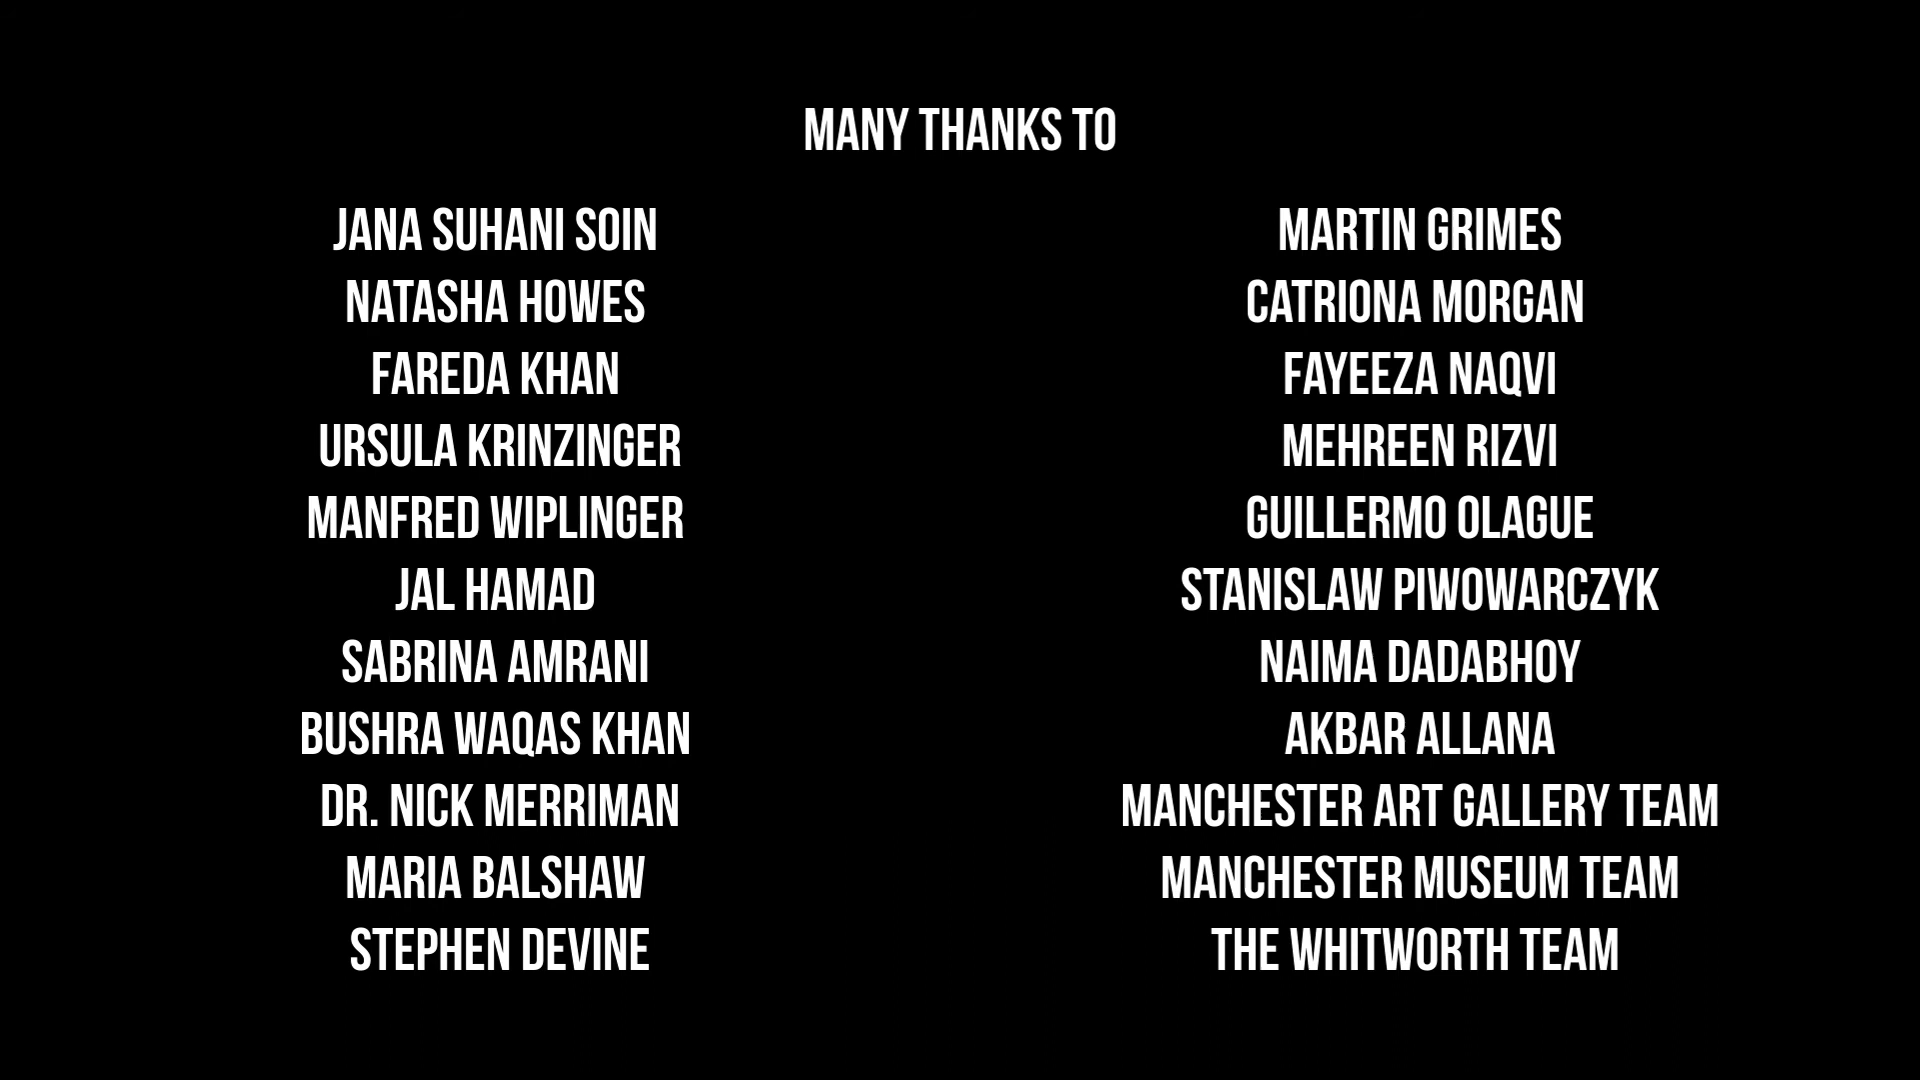 MANY THANKS TO
JANA SUHANI SOIN
NATASHA HOWES
FAREDA KHAN
URSULA KRINZINGER
MANFRED WIPLINGER
JAL HAMAD
SABRINA AMRANI
BUSHRA WAQAS KHAN
DR. NICK MERRIMAN
MARIA BALSHAW
STEPHEN DEVINE
MARTIN GRIMES
CATRIONA MORGAN
FAYEEZA NAQVI
MEHREEN RIZVI
GUILLERMO OLAGUE
STANISLAW PIWOWARCZYK
NAIMA DADABHOY
AKBAR ALLANA
MANCHESTER ART GALLERY TEAM
MANCHESTER MUSEUM TEAM
THE WHITWORTH TEAM